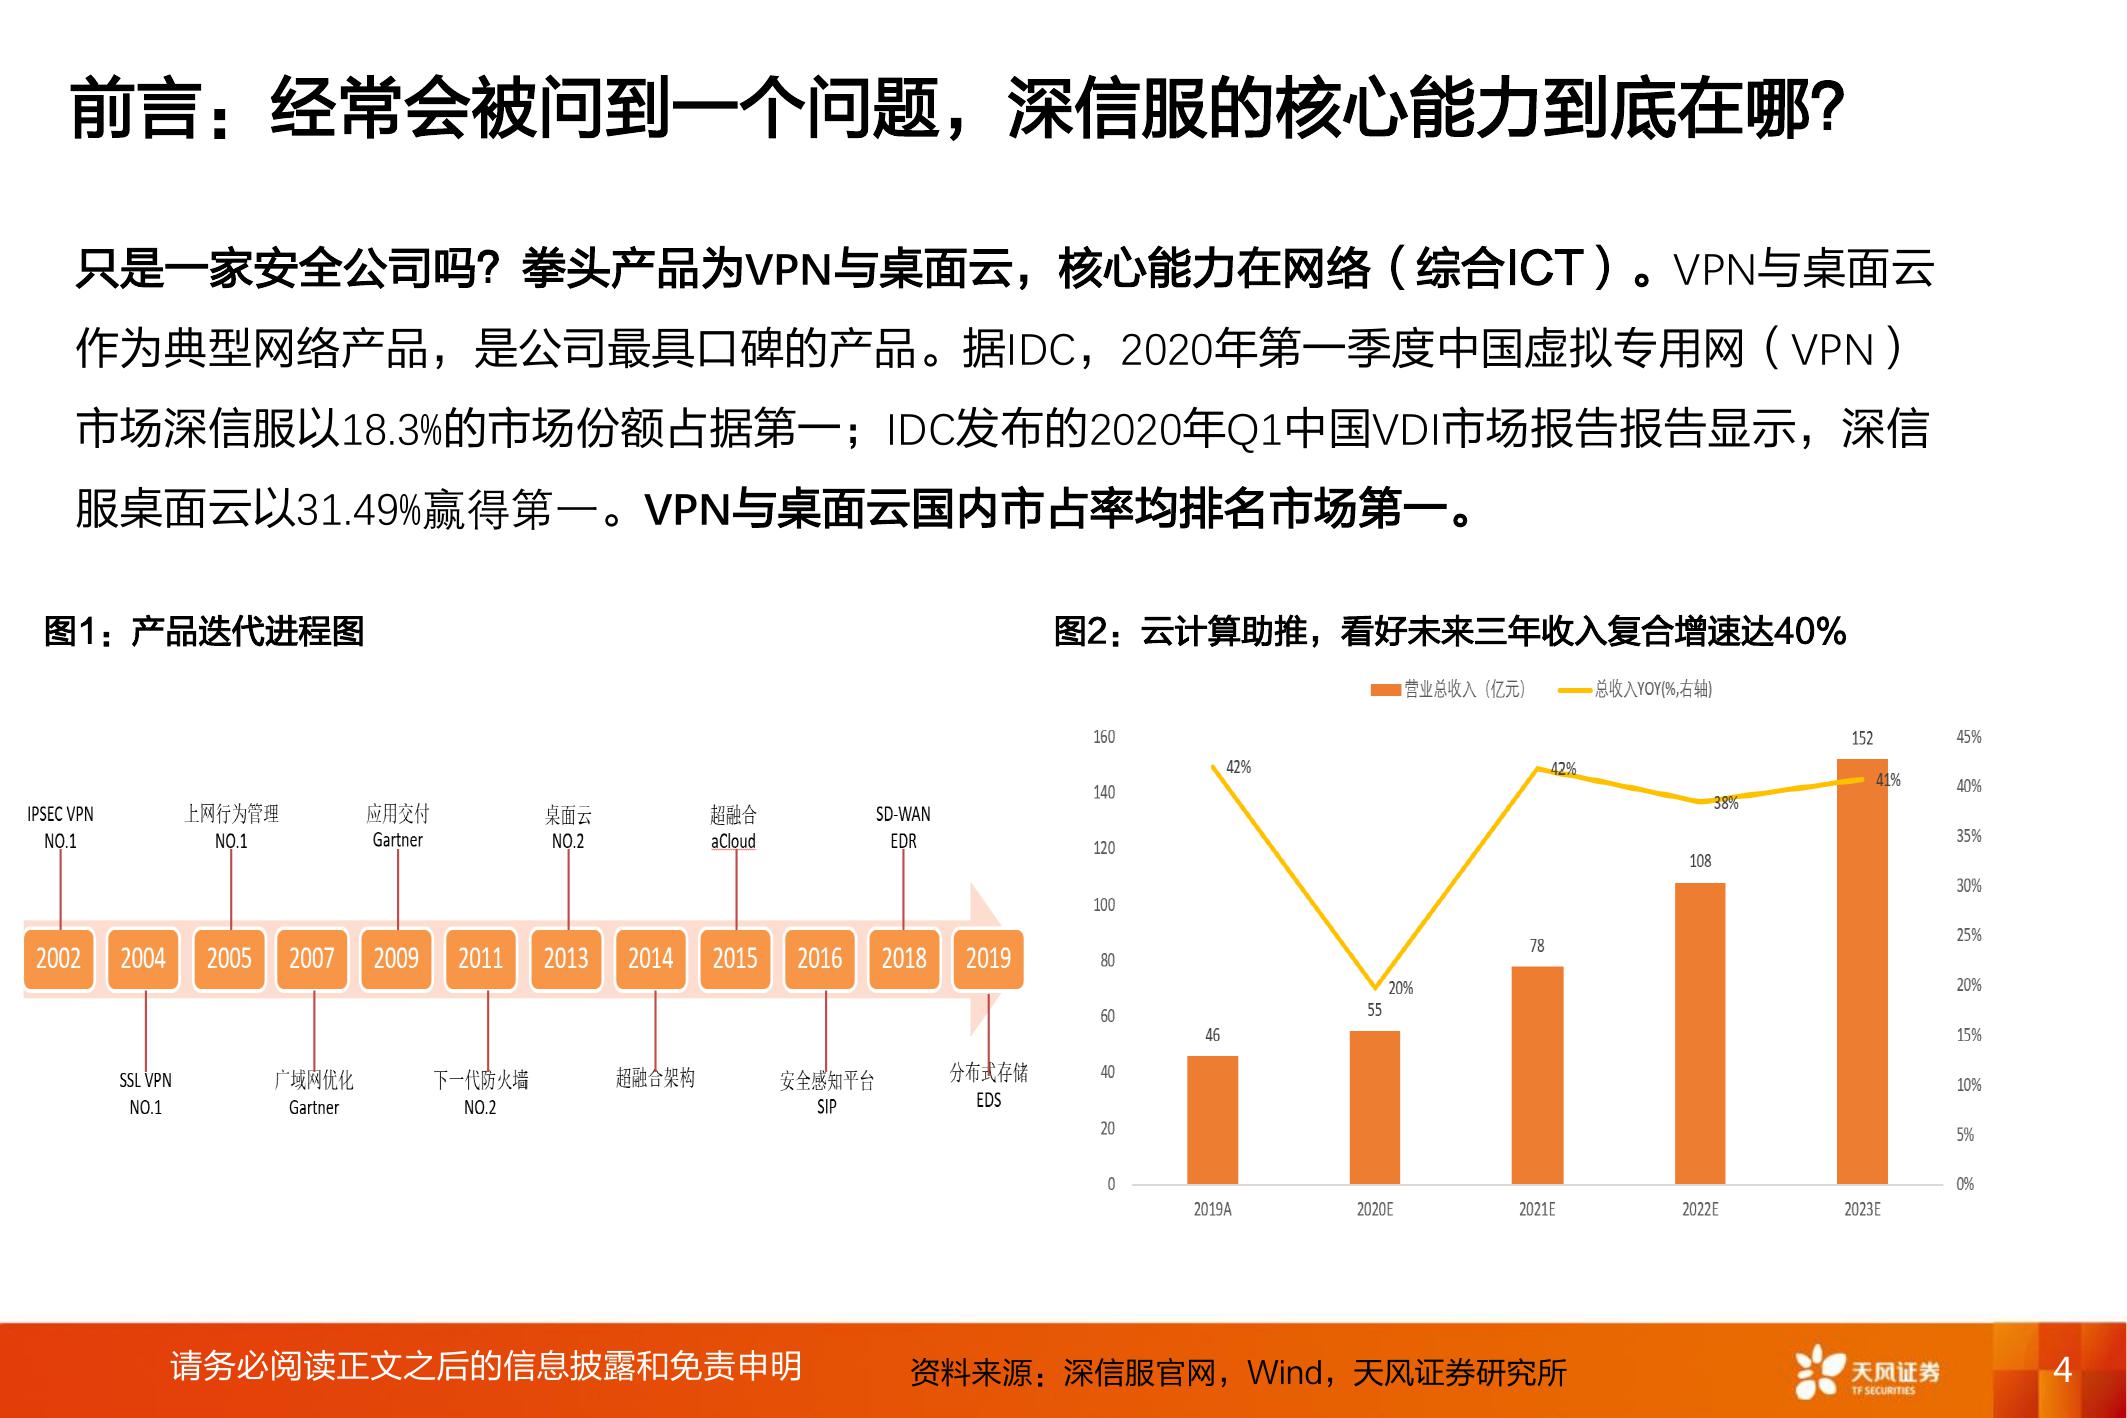 前言：经常会被问到一个问题，深信服的核心能力到底在哪？
只是一家安全公司吗？拳头产品为VPN与桌面云，核心能力在网络（综合ICT）。VPN与桌面云
作为典型网络产品，是公司最具口碑的产品。据IDC，2020年第一季度中国虚拟专用网（VPN）
市场深信服以18.3%的市场份额占据第一；IDC发布的2020年Q1中国VDI市场报告报告显示，深信
服桌面云以31.49%赢得第一。VPN与桌面云国内市占率均排名市场第一。
图1：产品迭代进程图
IPSEC VPN
NO.1
上网行为管理
NO.1
应用交付
Gartner
桌面云
NO.2
超融合
aCloud
SD-WAN
EDR
2002 2004 2005 2007 2009 2011 2013 2014 2015 2016 2018 2019
SSL VPN
NO.1
广域网优化
Gartner
下一代防火墙
NO.2
超融合架构
安全感知平台
SIP
分布式存储
EDS
图2：云计算助推，看好未来三年收入复合增速达40%
营业总收入（亿元） 总收入YOY(%,右轴)
160
140
120
100
80
60
40
20
0
46
55
78
108
152
42%
20%
42%
38%
41%
45%
40%
35%
30%
25%
20%
15%
10%
5%
0%
2019A 2020E 2021E 2022E 2023E
请务必阅读正文之后的信息披露和免责申明
资料来源：深信服官网，Wind，天风证券研究所
天风证券
TF SECURITIES
4